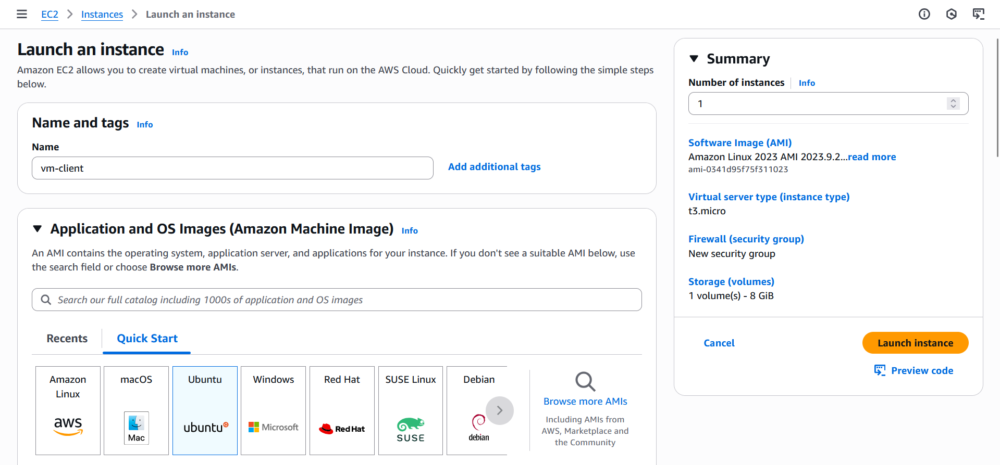 EC2 Instances Launch an instance
Launch an instance Info
Amazon EC2 allows you to create virtual machines, or instances, that run on the AWS Cloud. Quickly get started by following the simple steps
below.
Name and tags Info
Name
vm-client
Add additional tags
Application and OS Images (Amazon Machine Image) Info
An AMI contains the operating system, application server, and applications for your instance. If you don't see a suitable AMI below, use
the search field or choose Browse more AMIs.
Search our full catalog including 1000s of application and OS images
Recents
Quick Start
Amazon
Linux
aws
macOS
Mac
Ubuntu
ubuntu
Windows
Microsoft
Red Hat
Red Hat
SUSE Linux
SUSE
Debian
debian
Browse more AMIs
Including AMIs from
AWS, Marketplace and
the Community
Summary
Number of instances Info
1
Software Image (AMI)
Amazon Linux 2023 AMI 2023.9.2...read more
ami-0341d95f75f311023
Virtual server type (instance type)
t3.micro
Firewall (security group)
New security group
Storage (volumes)
1 volume(s) - 8 GiB
Cancel
Launch instance
Preview code